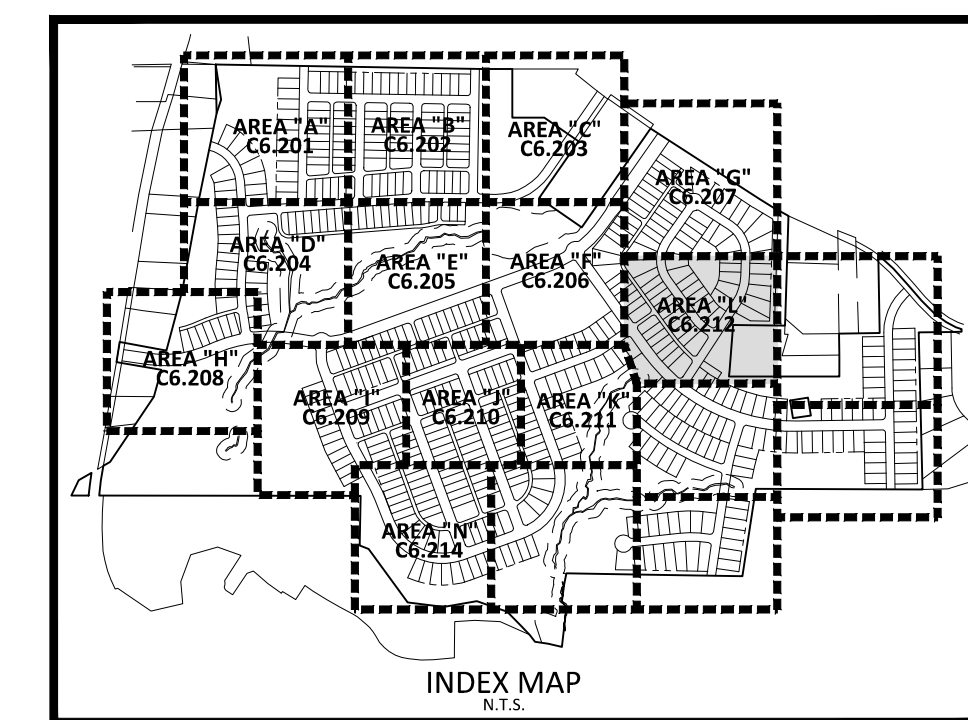 AREA "A"
C6.201
AREA "B"
C6.202
AREA "C"
C6.203
AREA "G"
C6.207
AREA "D"
C6.204
AREA "E"
C6.205
AREA "F"
C6.206
AREA "L"
C6.212
AREA "H"
C6.208
AREA "I"
C6.209
AREA "J"
C6.210
AREA "K"
C6.211
AREA "N"
C6.214
INDEX MAP
N.T.S.